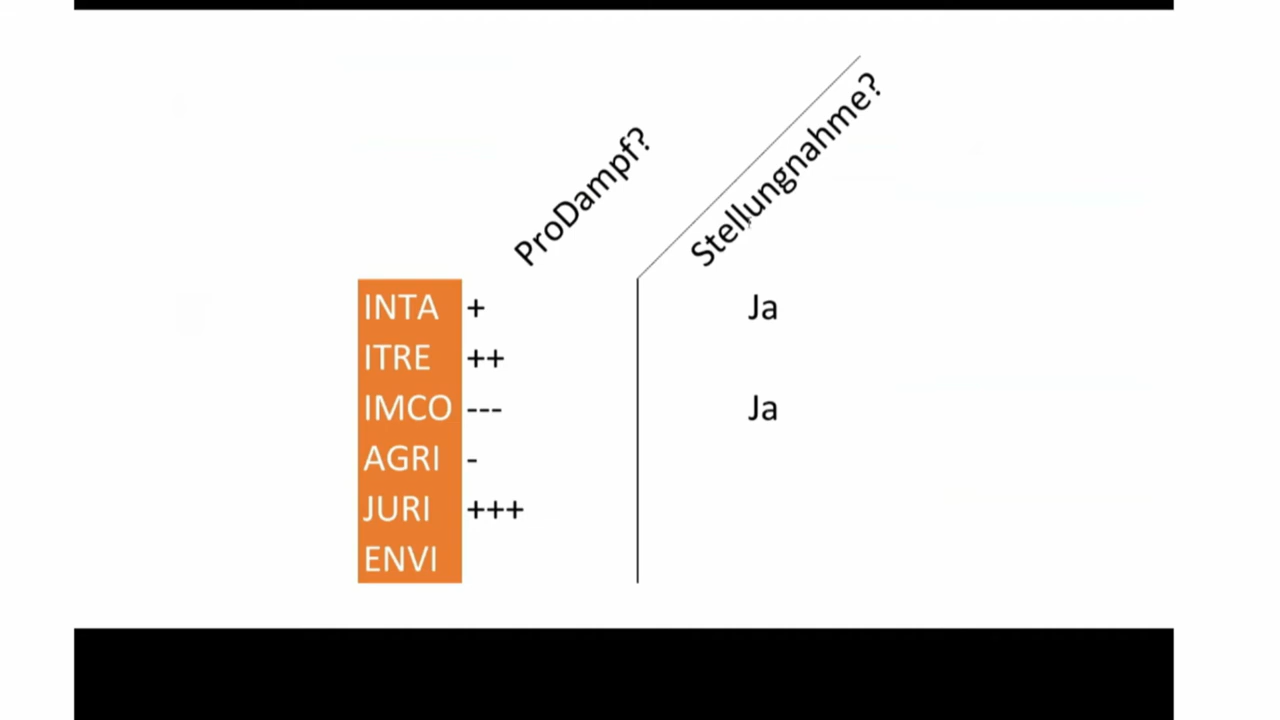 ProDampf?
Stellungnahme?
INTA + Ja
ITRE ++
IMCO --- Ja
AGRI -
JURI +++
ENVI